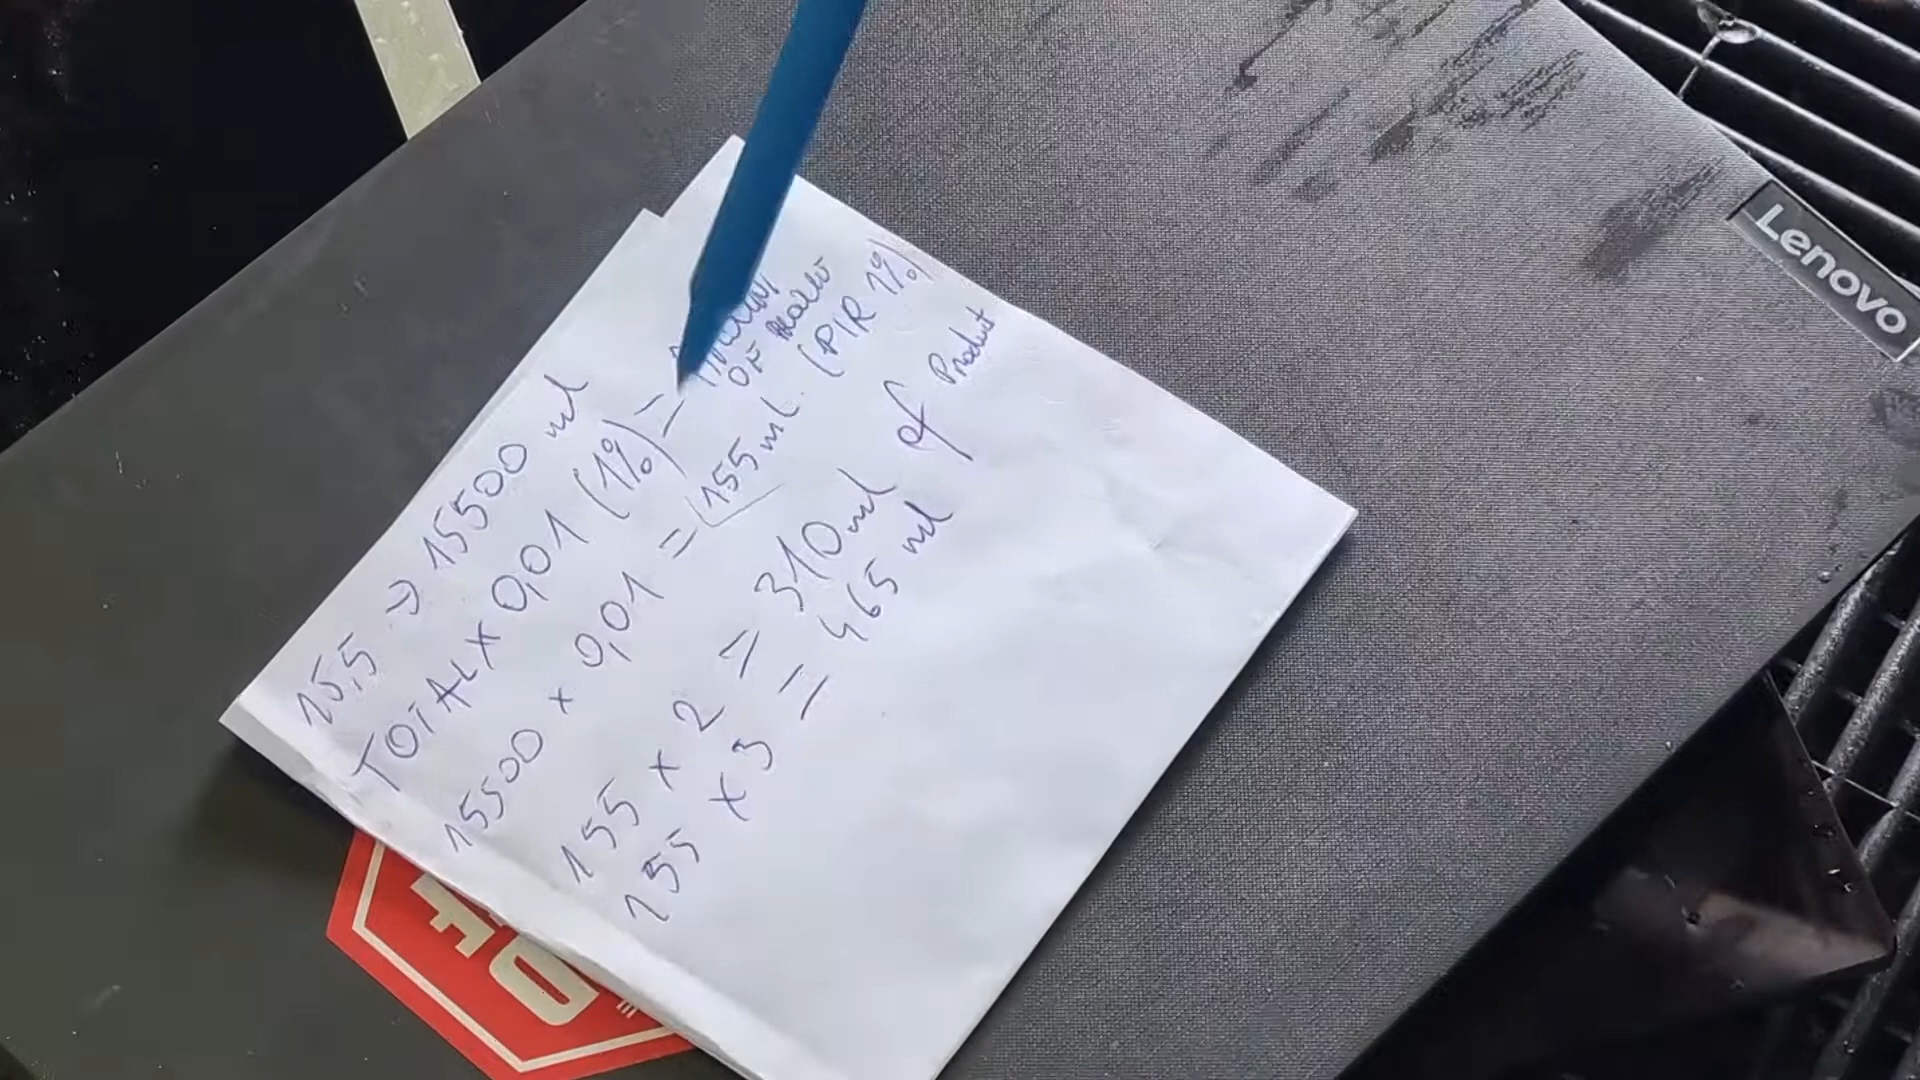 15,5 → 15500 ml
TOTAL x 0,01 (1%) =
OF
15500 x 0,01 = 155 ml. (PIR 1%)
155 x 2 = 310 ml of Product
155 x 3 = 465 ml
Lenovo